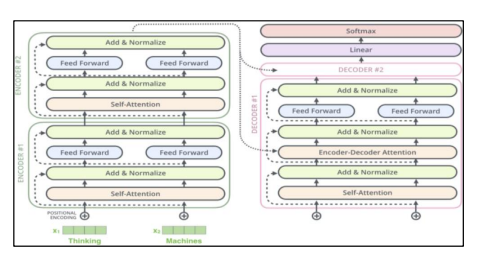 ENCODER #2
Add & Normalize
Feed Forward Feed Forward
Add & Normalize
Self-Attention
ENCODER #1
Add & Normalize
Feed Forward Feed Forward
Add & Normalize
Self-Attention
POSITIONAL
ENCODING
X₁ X₂
Thinking Machines
Softmax
Linear
DECODER #2
DECODER #1
Add & Normalize
Feed Forward Feed Forward
Add & Normalize
Encoder-Decoder Attention
Add & Normalize
Self-Attention